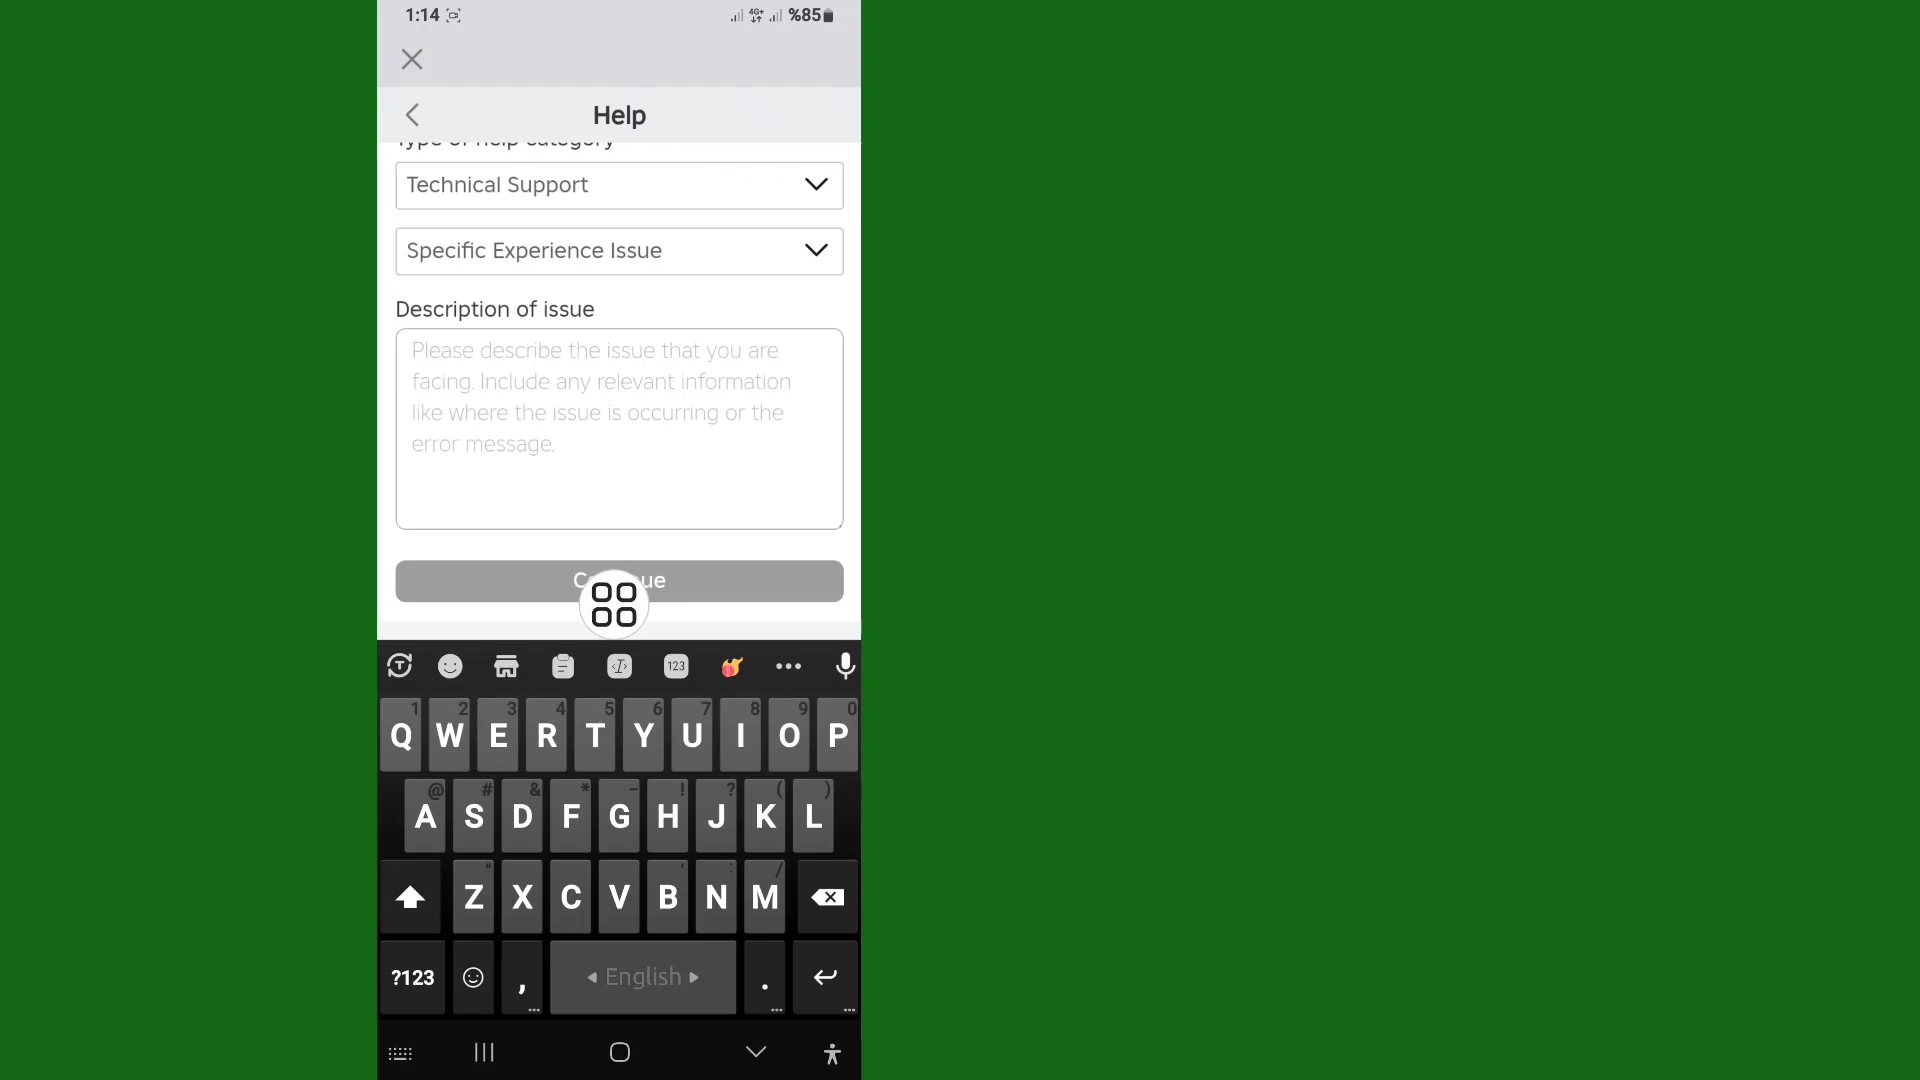 1:14 4G+ %85
Help
Type of help category
Technical Support
Specific Experience Issue
Description of issue
Please describe the issue that you are
facing. Include any relevant information
like where the issue is occurring or the
error message.
123
1 2 3 4 5 6 7 8 9 0
Q W E R T Y U I O P
@ # & * - ! ? ( )
A S D F G H J K L
" ' : /
Z X C V B N M
?123 , English .